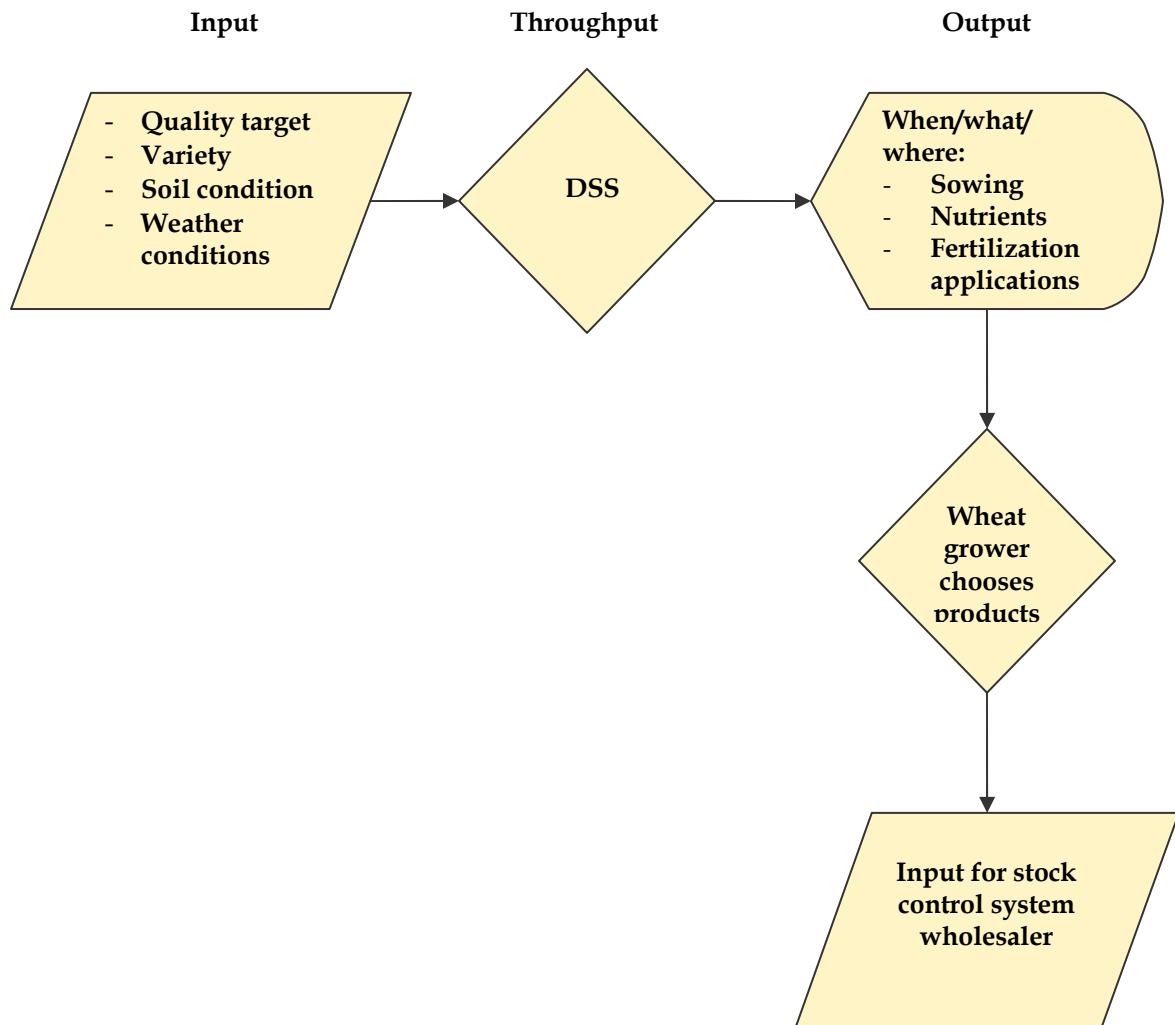 Input
Throughput
Output
- Quality target
- Variety
- Soil condition
- Weather
conditions
DSS
When/what/
where:
- Sowing
- Nutrients
- Fertilization
applications
Wheat
grower
chooses
products
Input for stock
control system
wholesaler